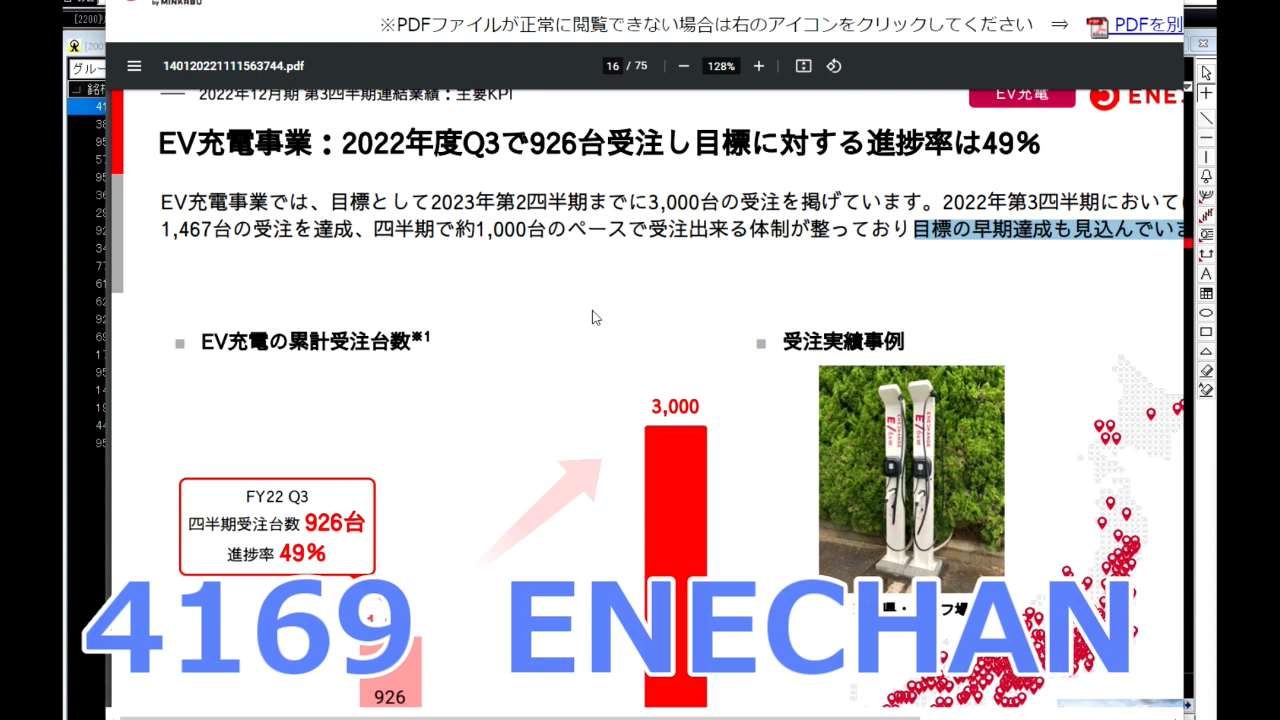 by MINKABU
[2200]
※PDFファイルが正常に閲覧できない場合は右のアイコンをクリックしてください ⇒ PDFを別
グルー
140120221111563744.pdf
16 / 75
128%
銘柄
2022年12月期 第3四半期連結業績：主要KPI
EV充電
ENE
EV充電事業：2022年度Q3で926台受注し目標に対する進捗率は49%
EV充電事業では、目標として2023年第2四半期までに3,000台の受注を掲げています。2022年第3四半期において
1,467台の受注を達成、四半期で約1,000台のペースで受注出来る体制が整っており目標の早期達成も見込んでいま
■ EV充電の累計受注台数※1
■ 受注実績事例
3,000
ENECHANGE
ENECHANGE
FY22 Q3
四半期受注台数 926台
進捗率 49%
4169 ENECHAN
926